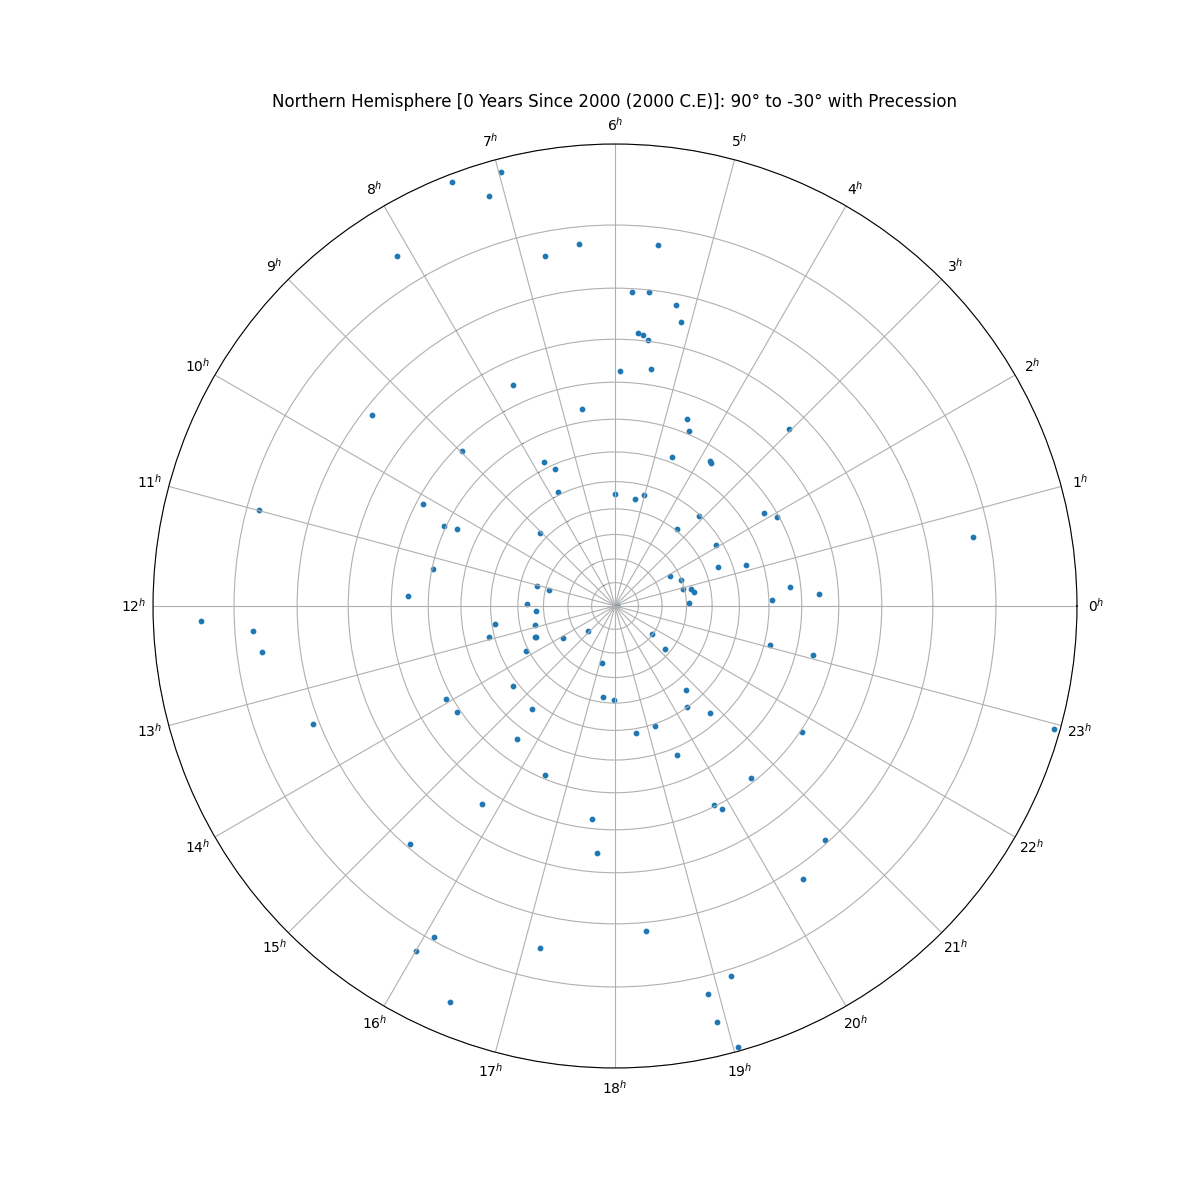 Northern Hemisphere [0 Years Since 2000 (2000 C.E)]: 90° to -30° with Precession
6ʰ
7ʰ
5ʰ
8ʰ
4ʰ
9ʰ
3ʰ
10ʰ
2ʰ
11ʰ
1ʰ
12ʰ
0ʰ
13ʰ
23ʰ
14ʰ
22ʰ
15ʰ
21ʰ
16ʰ
20ʰ
17ʰ
19ʰ
18ʰ